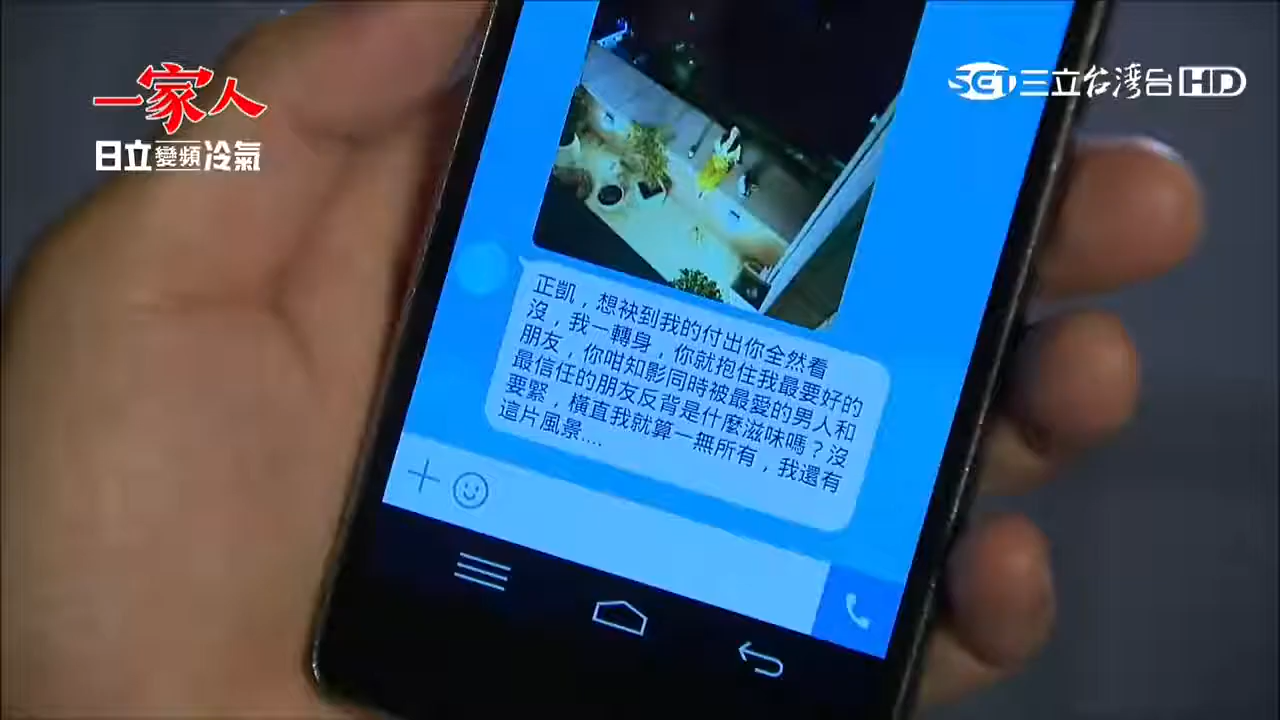 一家人
日立變頻冷氣
SET三立台灣台HD
正凱，想袂到我的付出你全然看
沒，我一轉身，你就抱住我最要好的
朋友，你咁知影同時被最愛的男人和
最信任的朋友反背是什麼滋味嗎？沒
要緊，橫直我就算一無所有，我還有
這片風景....